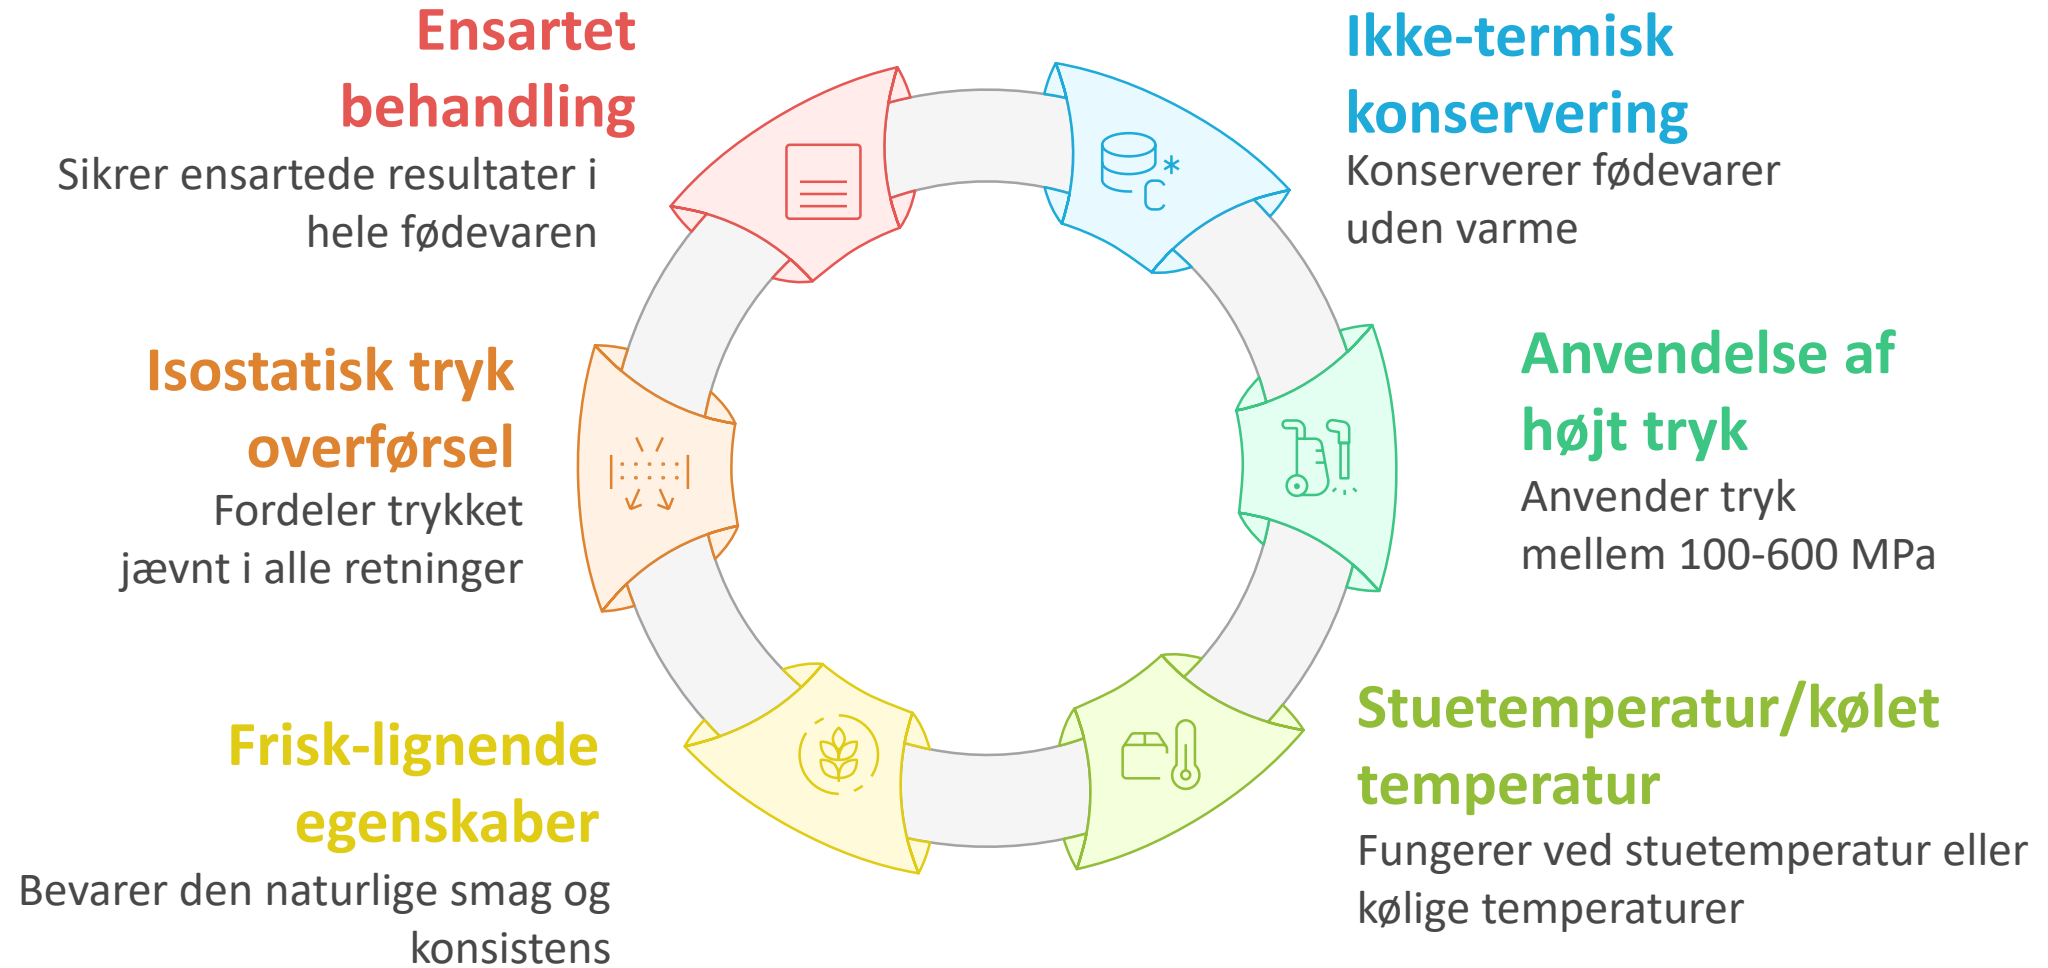 Ensartet
behandling
Sikrer ensartede resultater i
hele fødevaren
Ikke-termisk
konservering
Konserverer fødevarer
uden varme
Isostatisk tryk
overførsel
Fordeler trykket
jævnt i alle retninger
Anvendelse af
højt tryk
Anvender tryk
mellem 100-600 MPa
Frisk-lignende
egenskaber
Bevarer den naturlige smag og
konsistens
Stuetemperatur/kølet
temperatur
Fungerer ved stuetemperatur eller
kølige temperaturer
C*